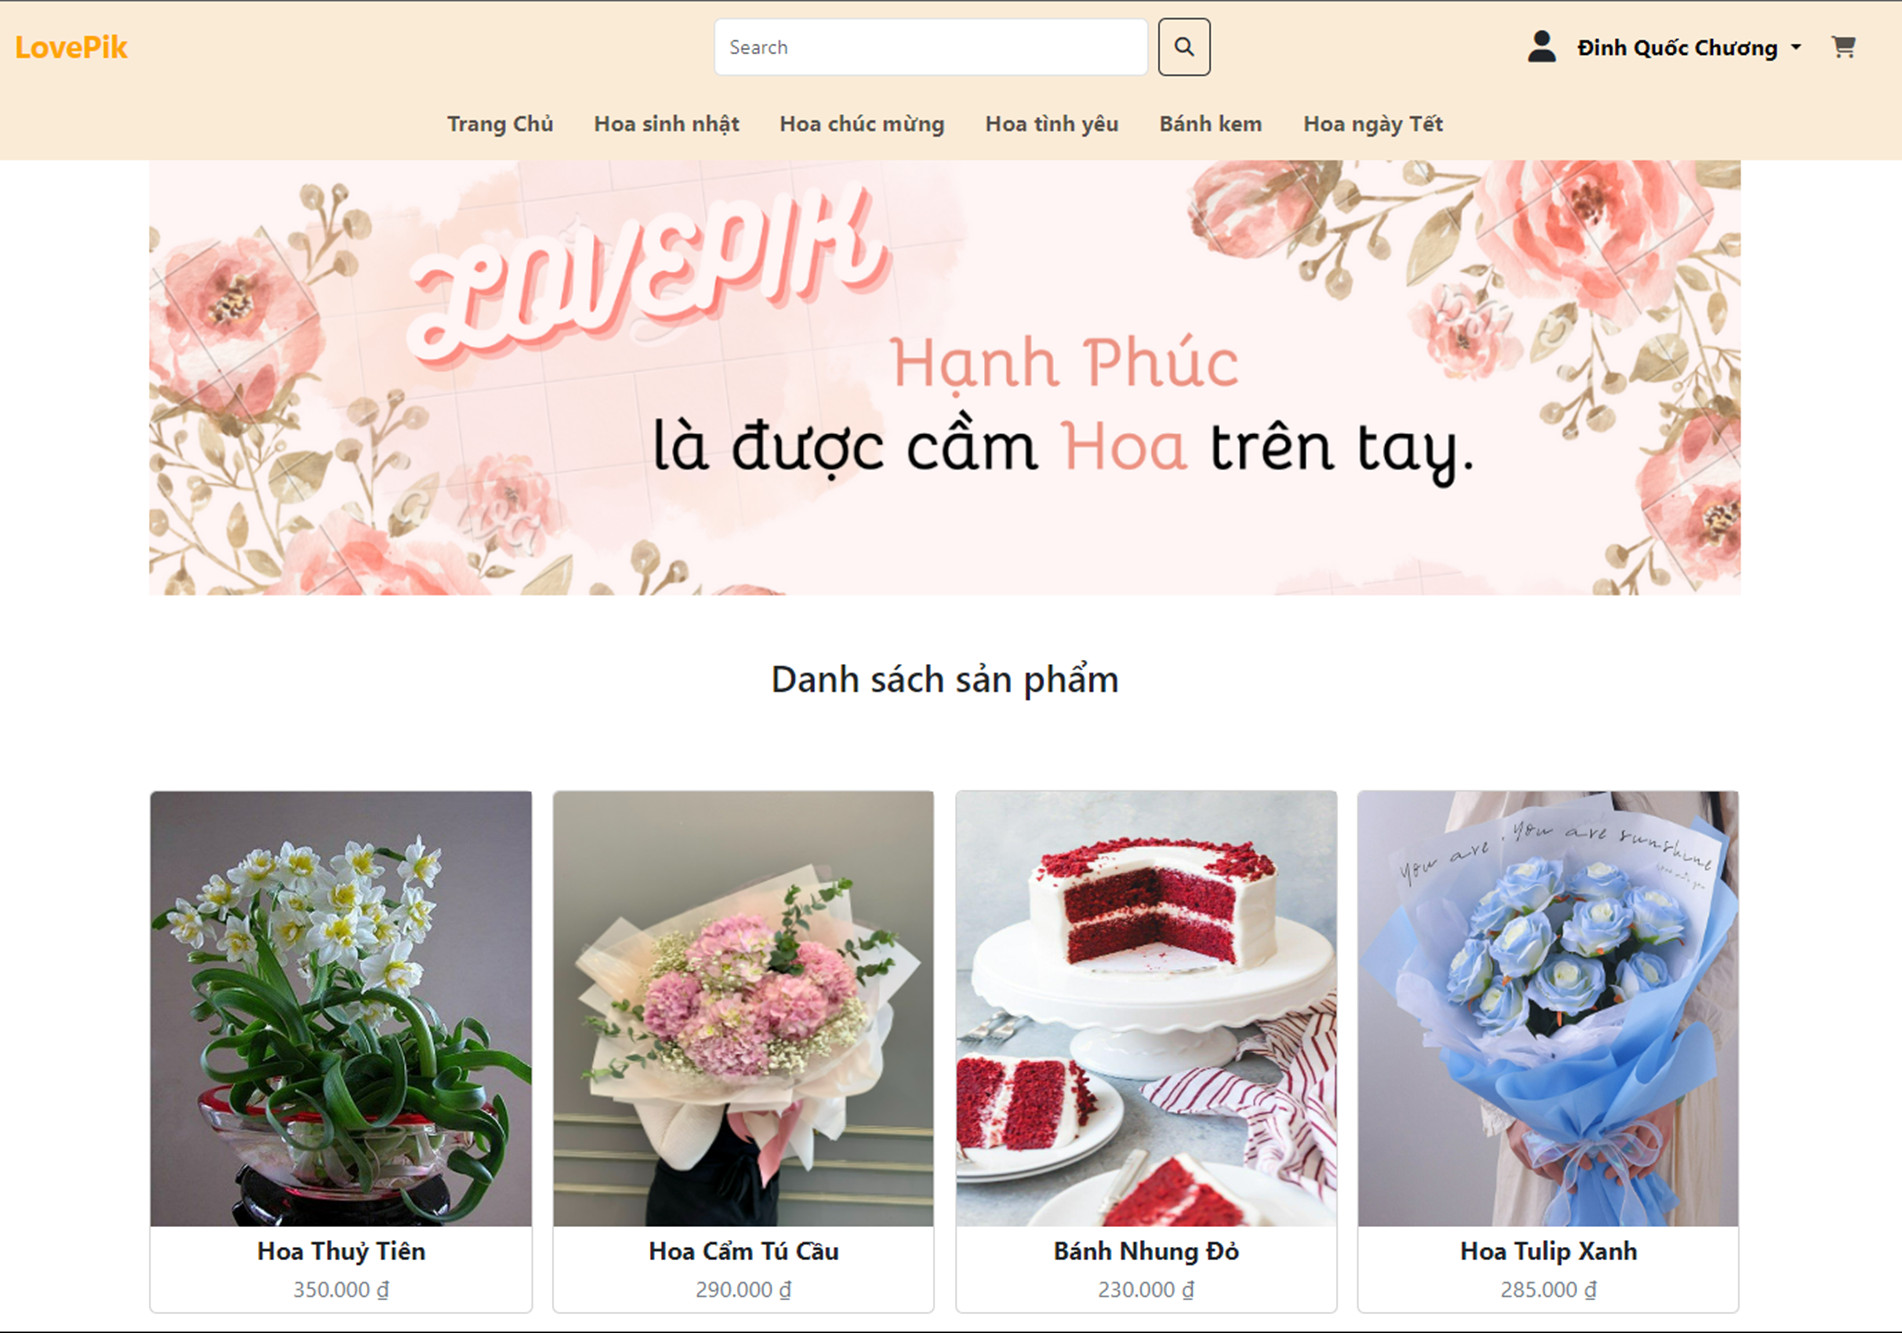 LovePik
Search
Đinh Quốc Chương
Trang Chủ
Hoa sinh nhật
Hoa chúc mừng
Hoa tình yêu
Bánh kem
Hoa ngày Tết
LOVEPIK
Hạnh Phúc
là được cầm Hoa trên tay.
Danh sách sản phẩm
you are . you are sunshine
Hoa Thuỷ Tiên
350.000 ₫
Hoa Cẩm Tú Cầu
290.000 ₫
Bánh Nhung Đỏ
230.000 ₫
Hoa Tulip Xanh
285.000 ₫